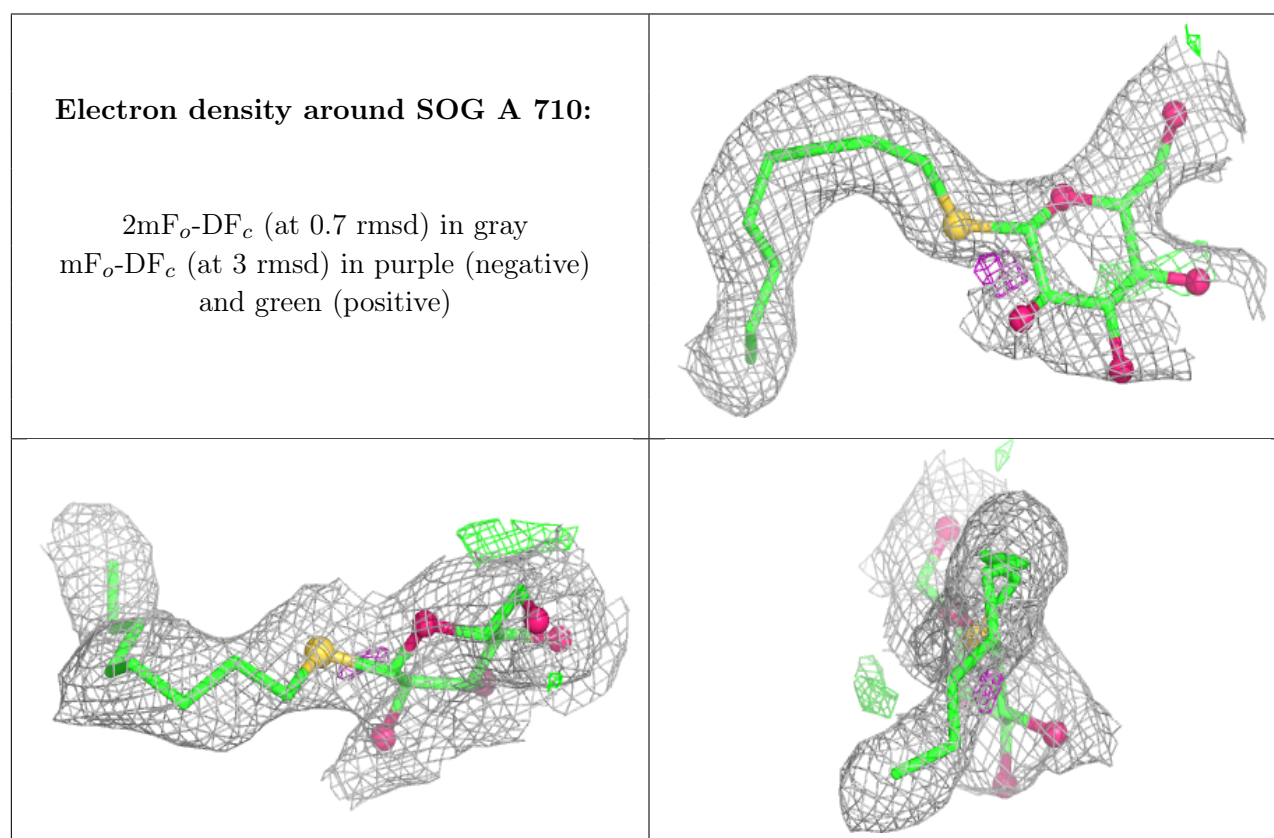 Electron density around SOG A 710:
2mFo-DFc (at 0.7 rmsd) in gray
mFo-DFc (at 3 rmsd) in purple (negative)
and green (positive)